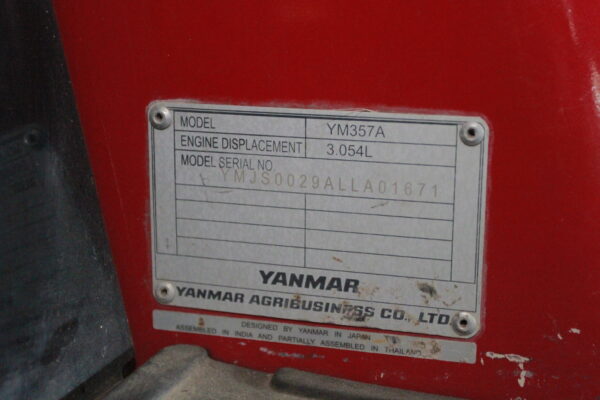 MODEL YM357A
ENGINE DISPLACEMENT 3.054L
MODEL SERIAL NO
YMJS0029ALLA01671
YANMAR
YANMAR AGRIBUSINESS CO., LTD
DESIGNED BY YANMAR IN JAPAN
ASSEMBLED IN INDIA AND PARTIALLY ASSEMBLED IN THAILAND